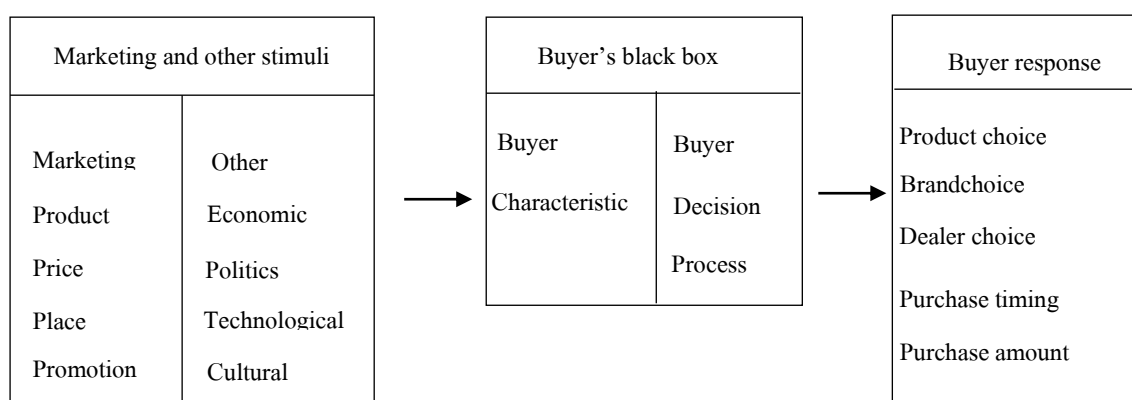 Marketing and other stimuli
Marketing
Product
Price
Place
Promotion
Other
Economic
Politics
Technological
Cultural
Buyer’s black box
Buyer
Characteristic
Buyer
Decision
Process
Buyer response
Product choice
Brandchoice
Dealer choice
Purchase timing
Purchase amount